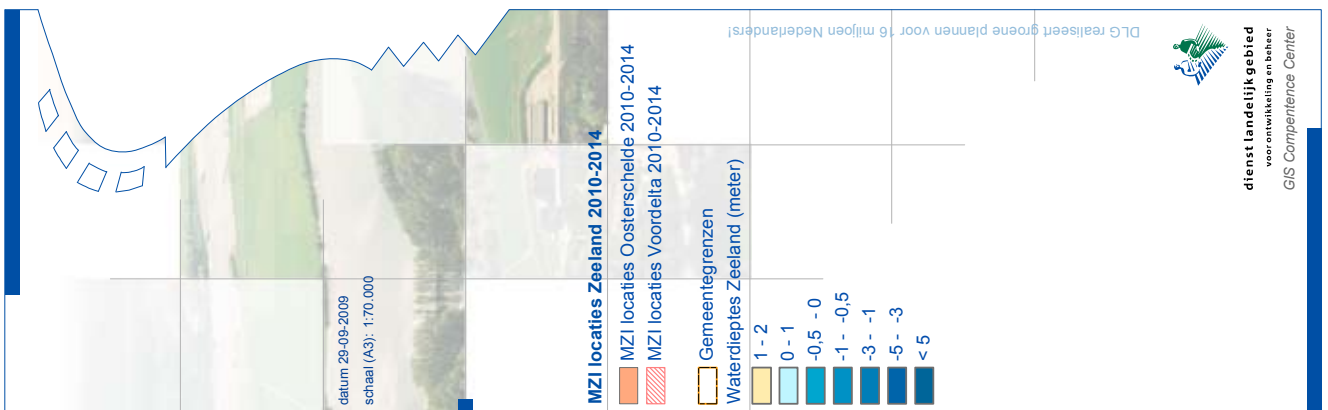 datum 29-09-2009
schaal (A3): 1:70.000
MZI locaties Zeeland 2010-2014
MZI locaties Oosterschelde 2010-2014
MZI locaties Voordelta 2010-2014
Gemeentegrenzen
Waterdieptes Zeeland (meter)
1 - 2
0 - 1
-0,5 - 0
-1 - -0,5
-3 - -1
-5 - -3
< 5
DLG realiseert groene plannen voor 16 miljoen Nederlanders!
dienst landelijk gebied
voor ontwikkeling en beheer
GIS Compentence Center